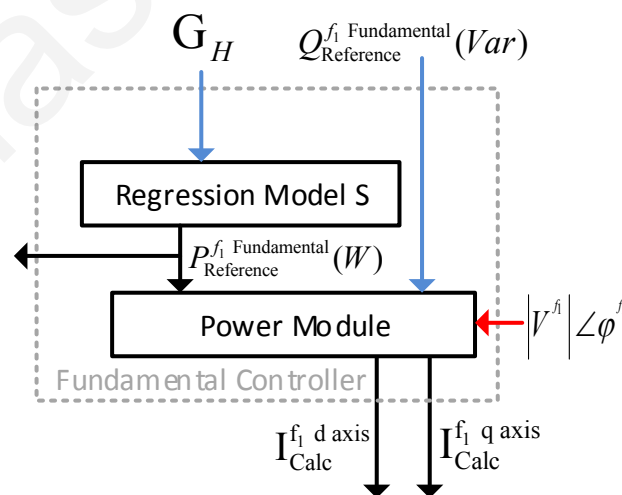 G_H
Q_Reference^f₁ Fundamental (Var)
Regression Model S
P_Reference^f₁ Fundamental (W)
Power Module
|V^f₁| ∠φ^f
Fundamental Controller
I_Calc^f₁ d axis
I_Calc^f₁ q axis